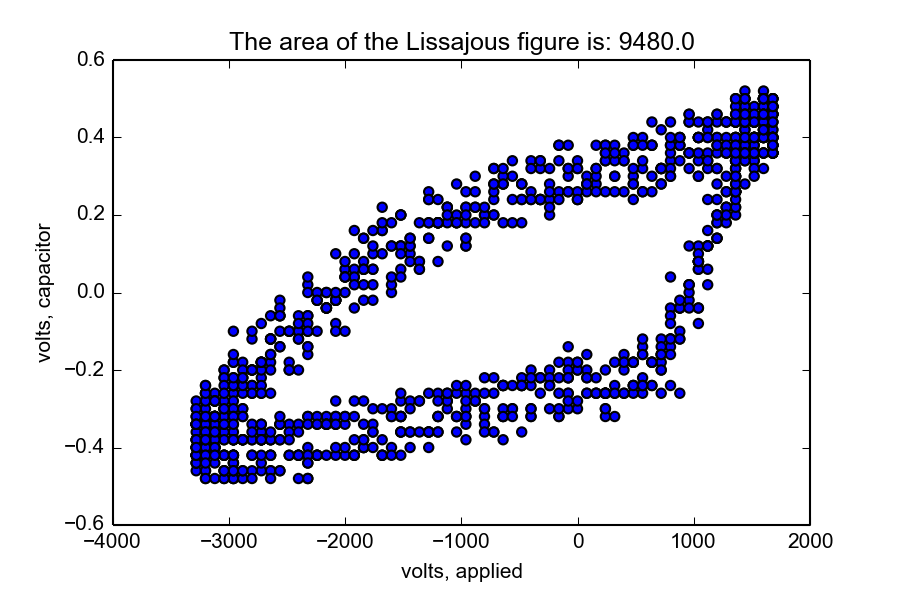 The area of the Lissajous figure is: 9480.0
0.6
0.4
0.2
0.0
−0.2
−0.4
−0.6
volts, capacitor
−4000 −3000 −2000 −1000 0 1000 2000
volts, applied